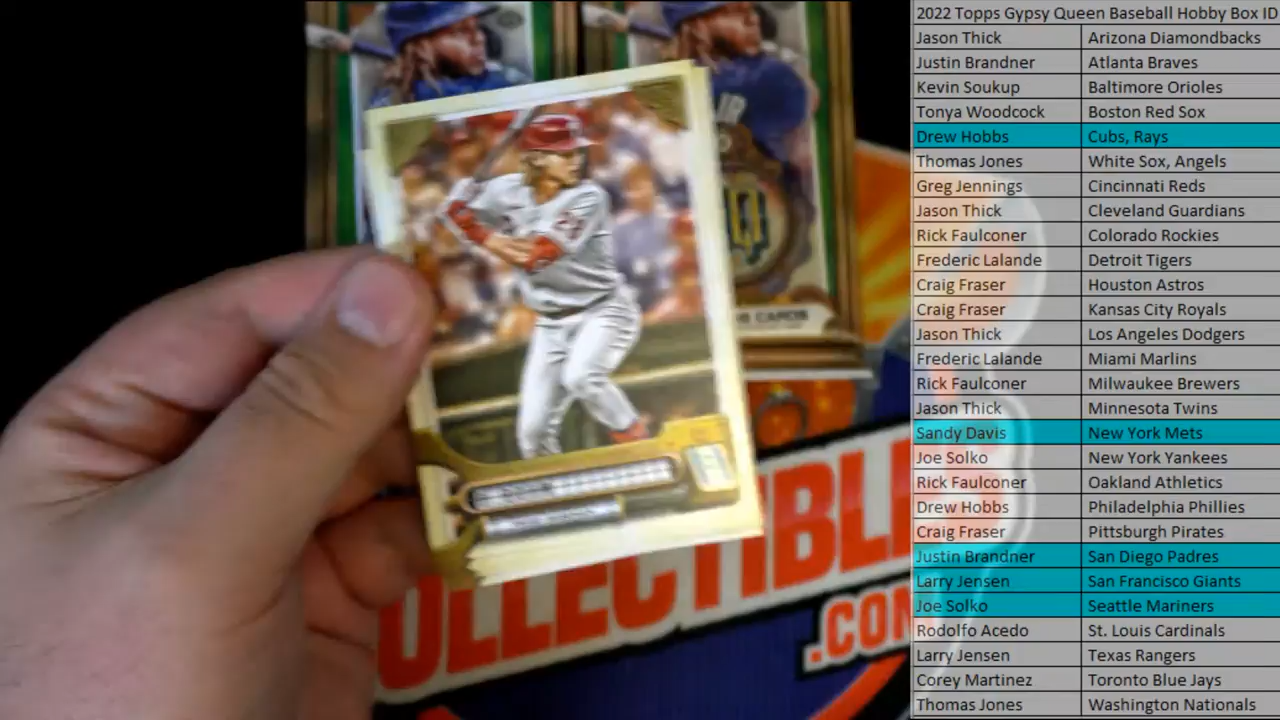 2022 Topps Gypsy Queen Baseball Hobby Box ID
Jason Thick Arizona Diamondbacks
Justin Brandner Atlanta Braves
Kevin Soukup Baltimore Orioles
Tonya Woodcock Boston Red Sox
Drew Hobbs Cubs, Rays
Thomas Jones White Sox, Angels
Greg Jennings Cincinnati Reds
Jason Thick Cleveland Guardians
Rick Faulconer Colorado Rockies
Frederic Lalande Detroit Tigers
Craig Fraser Houston Astros
Craig Fraser Kansas City Royals
Jason Thick Los Angeles Dodgers
Frederic Lalande Miami Marlins
Rick Faulconer Milwaukee Brewers
Jason Thick Minnesota Twins
Sandy Davis New York Mets
Joe Solko New York Yankees
Rick Faulconer Oakland Athletics
Drew Hobbs Philadelphia Phillies
Craig Fraser Pittsburgh Pirates
Justin Brandner San Diego Padres
Larry Jensen San Francisco Giants
Joe Solko Seattle Mariners
Rodolfo Acedo St. Louis Cardinals
Larry Jensen Texas Rangers
Corey Martinez Toronto Blue Jays
Thomas Jones Washington Nationals
JR
CARDS
OLLECTIBLE
.COM